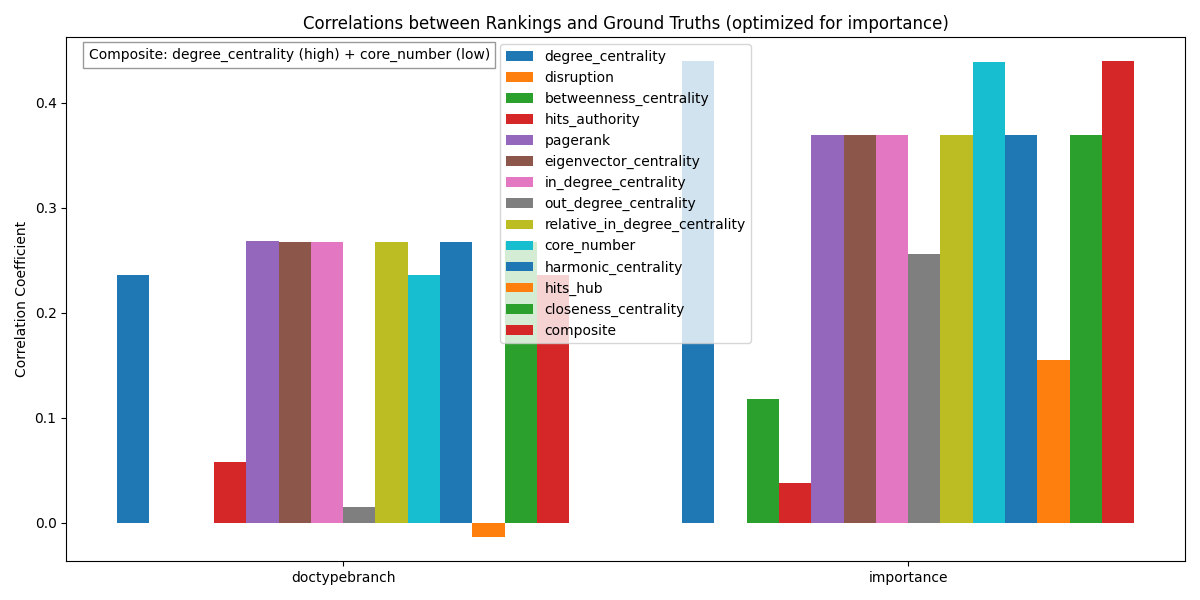 Correlations between Rankings and Ground Truths (optimized for importance)
Composite: degree_centrality (high) + core_number (low)
degree_centrality
disruption
betweenness_centrality
hits_authority
pagerank
eigenvector_centrality
in_degree_centrality
out_degree_centrality
relative_in_degree_centrality
core_number
harmonic_centrality
hits_hub
closeness_centrality
composite
Correlation Coefficient
0.4
0.3
0.2
0.1
0.0
doctypebranch
importance